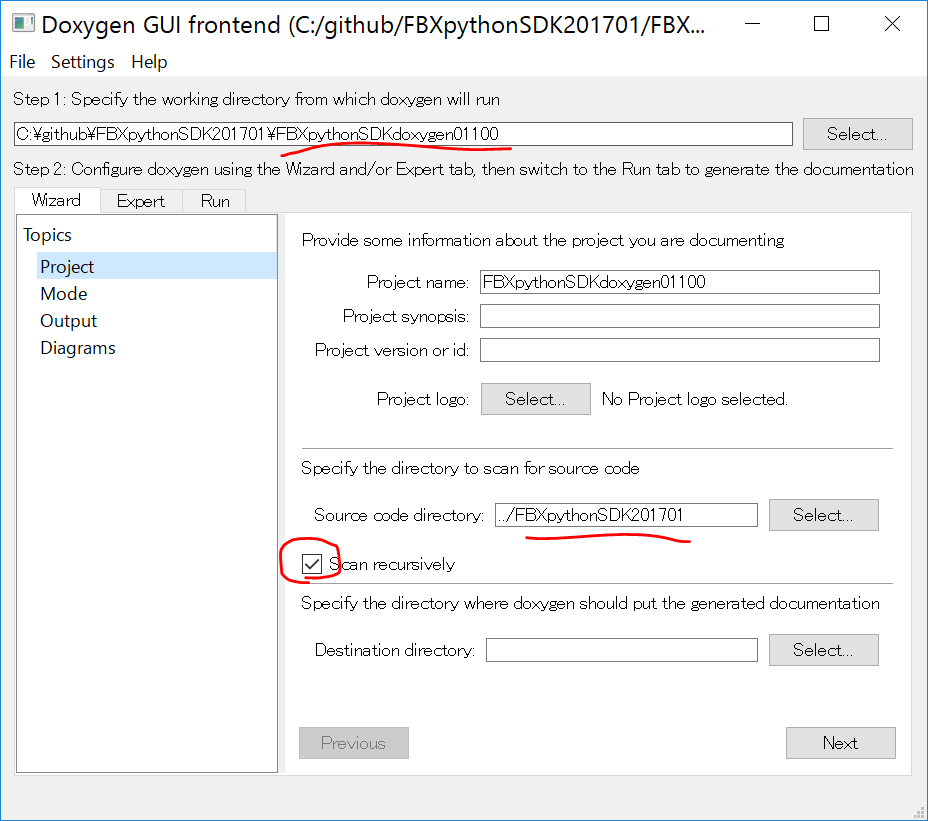 Doxygen GUI frontend (C:/github/FBXpythonSDK201701/FBX...
File Settings Help
Step 1: Specify the working directory from which doxygen will run
C:¥github¥FBXpythonSDK201701¥FBXpythonSDKdoxygen01100 Select...
Step 2: Configure doxygen using the Wizard and/or Expert tab, then switch to the Run tab to generate the documentation
Wizard Expert Run
Topics
Project
Mode
Output
Diagrams
Provide some information about the project you are documenting
Project name: FBXpythonSDKdoxygen01100
Project synopsis:
Project version or id:
Project logo: Select... No Project logo selected.
Specify the directory to scan for source code
Source code directory: ../FBXpythonSDK201701 Select...
Scan recursively
Specify the directory where doxygen should put the generated documentation
Destination directory: Select...
Previous Next